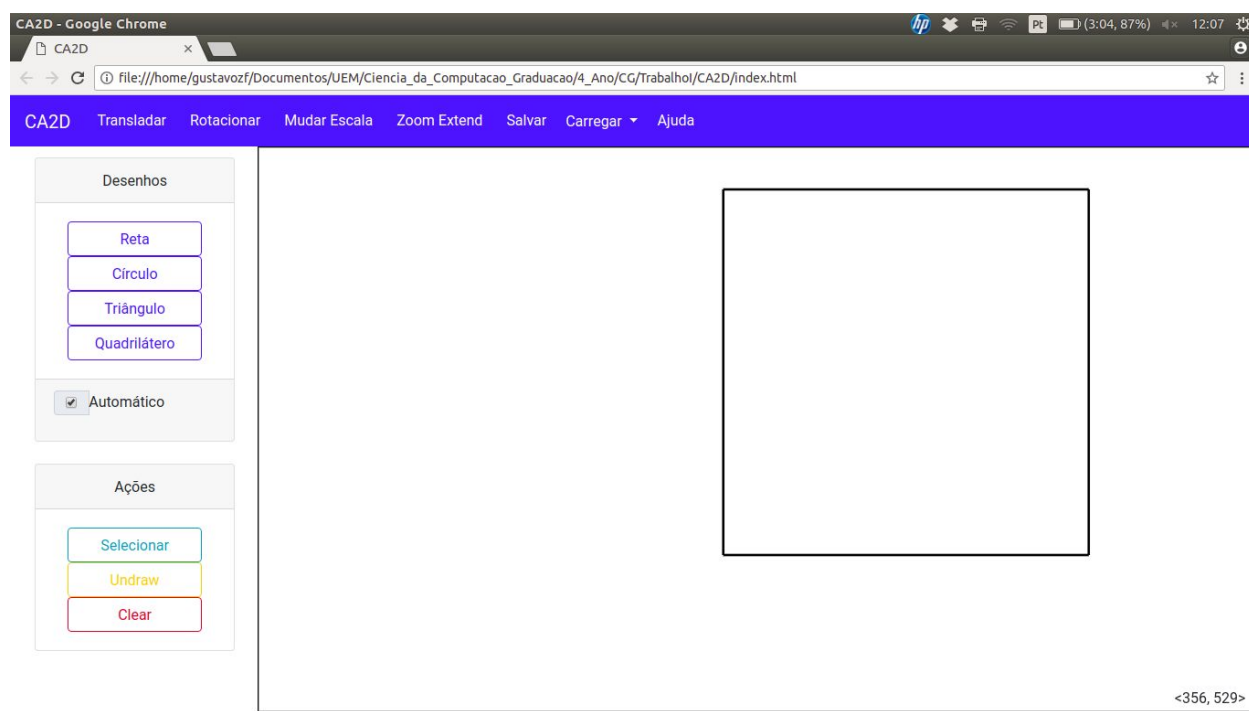 CA2D - Google Chrome
hp Pt (3:04, 87%) 12:07
CA2D
file:///home/gustavozf/Documentos/UEM/Ciencia_da_Computacao_Graduacao/4_Ano/CG/TrabalhoI/CA2D/index.html
CA2D Transladar Rotacionar Mudar Escala Zoom Extend Salvar Carregar Ajuda
Desenhos
Reta
Círculo
Triângulo
Quadrilátero
Automático
Ações
Selecionar
Undraw
Clear
<356, 529>